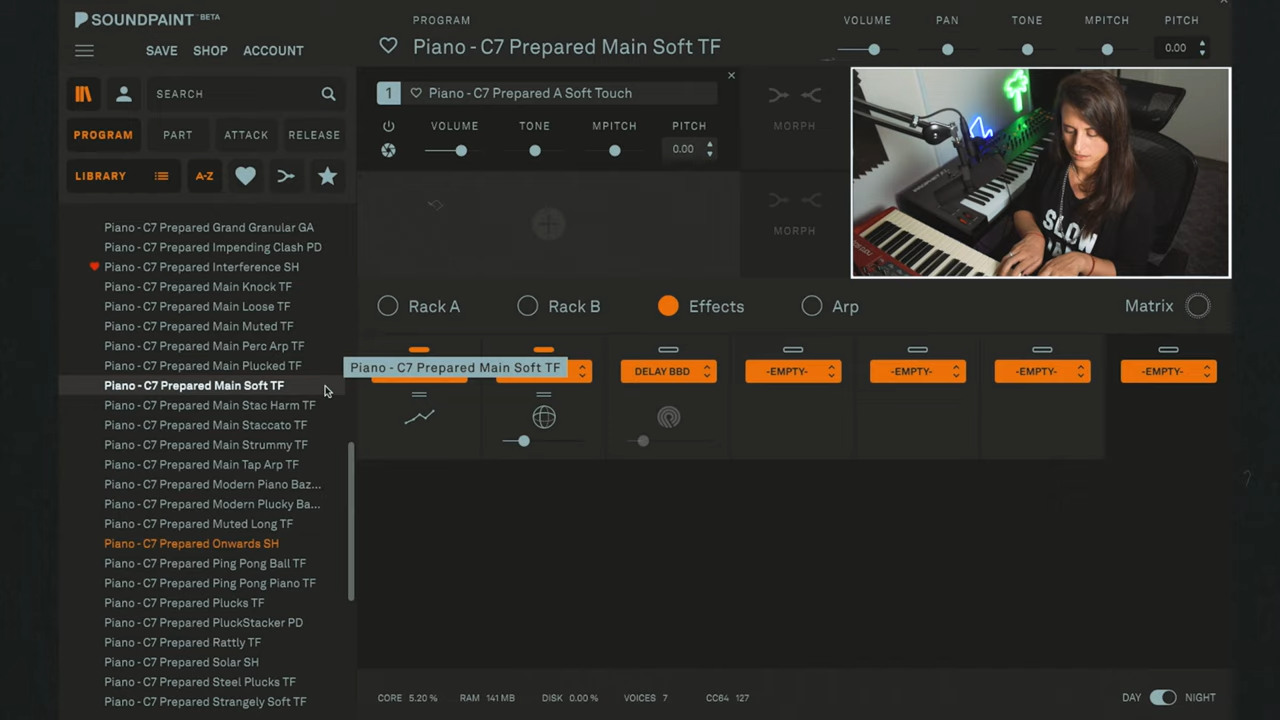 SOUNDPAINT BETA
SAVE SHOP ACCOUNT
PROGRAM
Piano - C7 Prepared Main Soft TF
VOLUME PAN TONE MPITCH PITCH
0.00
SEARCH
PROGRAM PART ATTACK RELEASE
LIBRARY A-Z
1 Piano - C7 Prepared A Soft Touch
VOLUME TONE MPITCH PITCH
0.00
MORPH
MORPH
SLOW
Piano - C7 Prepared Grand Granular GA
Piano - C7 Prepared Impending Clash PD
Piano - C7 Prepared Interference SH
Piano - C7 Prepared Main Knock TF
Piano - C7 Prepared Main Loose TF
Piano - C7 Prepared Main Muted TF
Piano - C7 Prepared Main Perc Arp TF
Piano - C7 Prepared Main Plucked TF
Piano - C7 Prepared Main Soft TF
Piano - C7 Prepared Main Stac Harm TF
Piano - C7 Prepared Main Staccato TF
Piano - C7 Prepared Main Strummy TF
Piano - C7 Prepared Main Tap Arp TF
Piano - C7 Prepared Modern Piano Baz...
Piano - C7 Prepared Modern Plucky Ba...
Piano - C7 Prepared Muted Long TF
Piano - C7 Prepared Onwards SH
Piano - C7 Prepared Ping Pong Ball TF
Piano - C7 Prepared Ping Pong Piano TF
Piano - C7 Prepared Plucks TF
Piano - C7 Prepared PluckStacker PD
Piano - C7 Prepared Rattly TF
Piano - C7 Prepared Solar SH
Piano - C7 Prepared Steel Plucks TF
Piano - C7 Prepared Strangely Soft TF
Rack A Rack B Effects Arp Matrix
Piano - C7 Prepared Main Soft TF
DELAY BBD -EMPTY- -EMPTY- -EMPTY- -EMPTY-
CORE 5.20 % RAM 141 MB DISK 0.00 % VOICES 7 CC64 127
DAY NIGHT